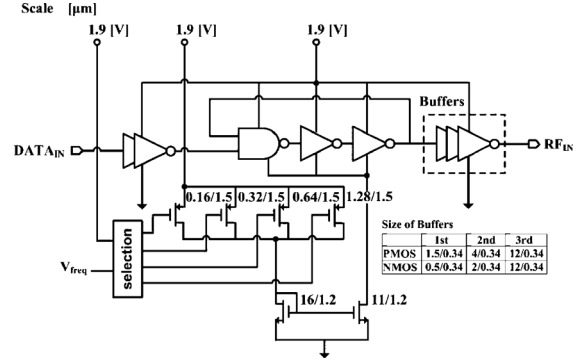 Scale [μm]
1.9 [V] 1.9 [V] 1.9 [V]
Buffers
DATAIN RFIN
0.16/1.5 0.32/1.5 0.64/1.5 1.28/1.5
selection
Vfreq
Size of Buffers
1st 2nd 3rd
PMOS 1.5/0.34 4/0.34 12/0.34
NMOS 0.5/0.34 2/0.34 12/0.34
16/1.2 11/1.2